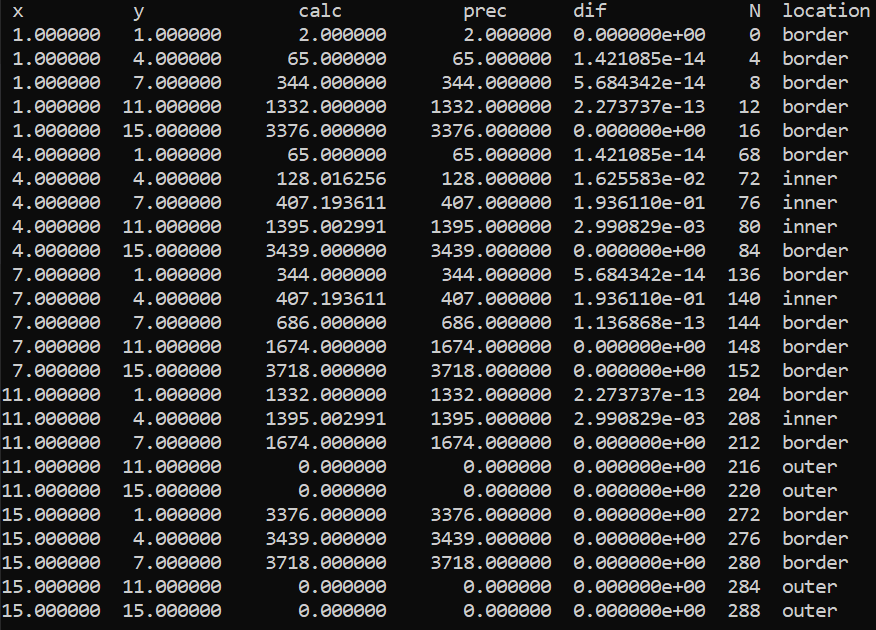 x y calc prec dif N location
1.000000 1.000000 2.000000 2.000000 0.000000e+00 0 border
1.000000 4.000000 65.000000 65.000000 1.421085e-14 4 border
1.000000 7.000000 344.000000 344.000000 5.684342e-14 8 border
1.000000 11.000000 1332.000000 1332.000000 2.273737e-13 12 border
1.000000 15.000000 3376.000000 3376.000000 0.000000e+00 16 border
4.000000 1.000000 65.000000 65.000000 1.421085e-14 68 border
4.000000 4.000000 128.016256 128.000000 1.625583e-02 72 inner
4.000000 7.000000 407.193611 407.000000 1.936110e-01 76 inner
4.000000 11.000000 1395.002991 1395.000000 2.990829e-03 80 inner
4.000000 15.000000 3439.000000 3439.000000 0.000000e+00 84 border
7.000000 1.000000 344.000000 344.000000 5.684342e-14 136 border
7.000000 4.000000 407.193611 407.000000 1.936110e-01 140 inner
7.000000 7.000000 686.000000 686.000000 1.136868e-13 144 border
7.000000 11.000000 1674.000000 1674.000000 0.000000e+00 148 border
7.000000 15.000000 3718.000000 3718.000000 0.000000e+00 152 border
11.000000 1.000000 1332.000000 1332.000000 2.273737e-13 204 border
11.000000 4.000000 1395.002991 1395.000000 2.990829e-03 208 inner
11.000000 7.000000 1674.000000 1674.000000 0.000000e+00 212 border
11.000000 11.000000 0.000000 0.000000 0.000000e+00 216 outer
11.000000 15.000000 0.000000 0.000000 0.000000e+00 220 outer
15.000000 1.000000 3376.000000 3376.000000 0.000000e+00 272 border
15.000000 4.000000 3439.000000 3439.000000 0.000000e+00 276 border
15.000000 7.000000 3718.000000 3718.000000 0.000000e+00 280 border
15.000000 11.000000 0.000000 0.000000 0.000000e+00 284 outer
15.000000 15.000000 0.000000 0.000000 0.000000e+00 288 outer